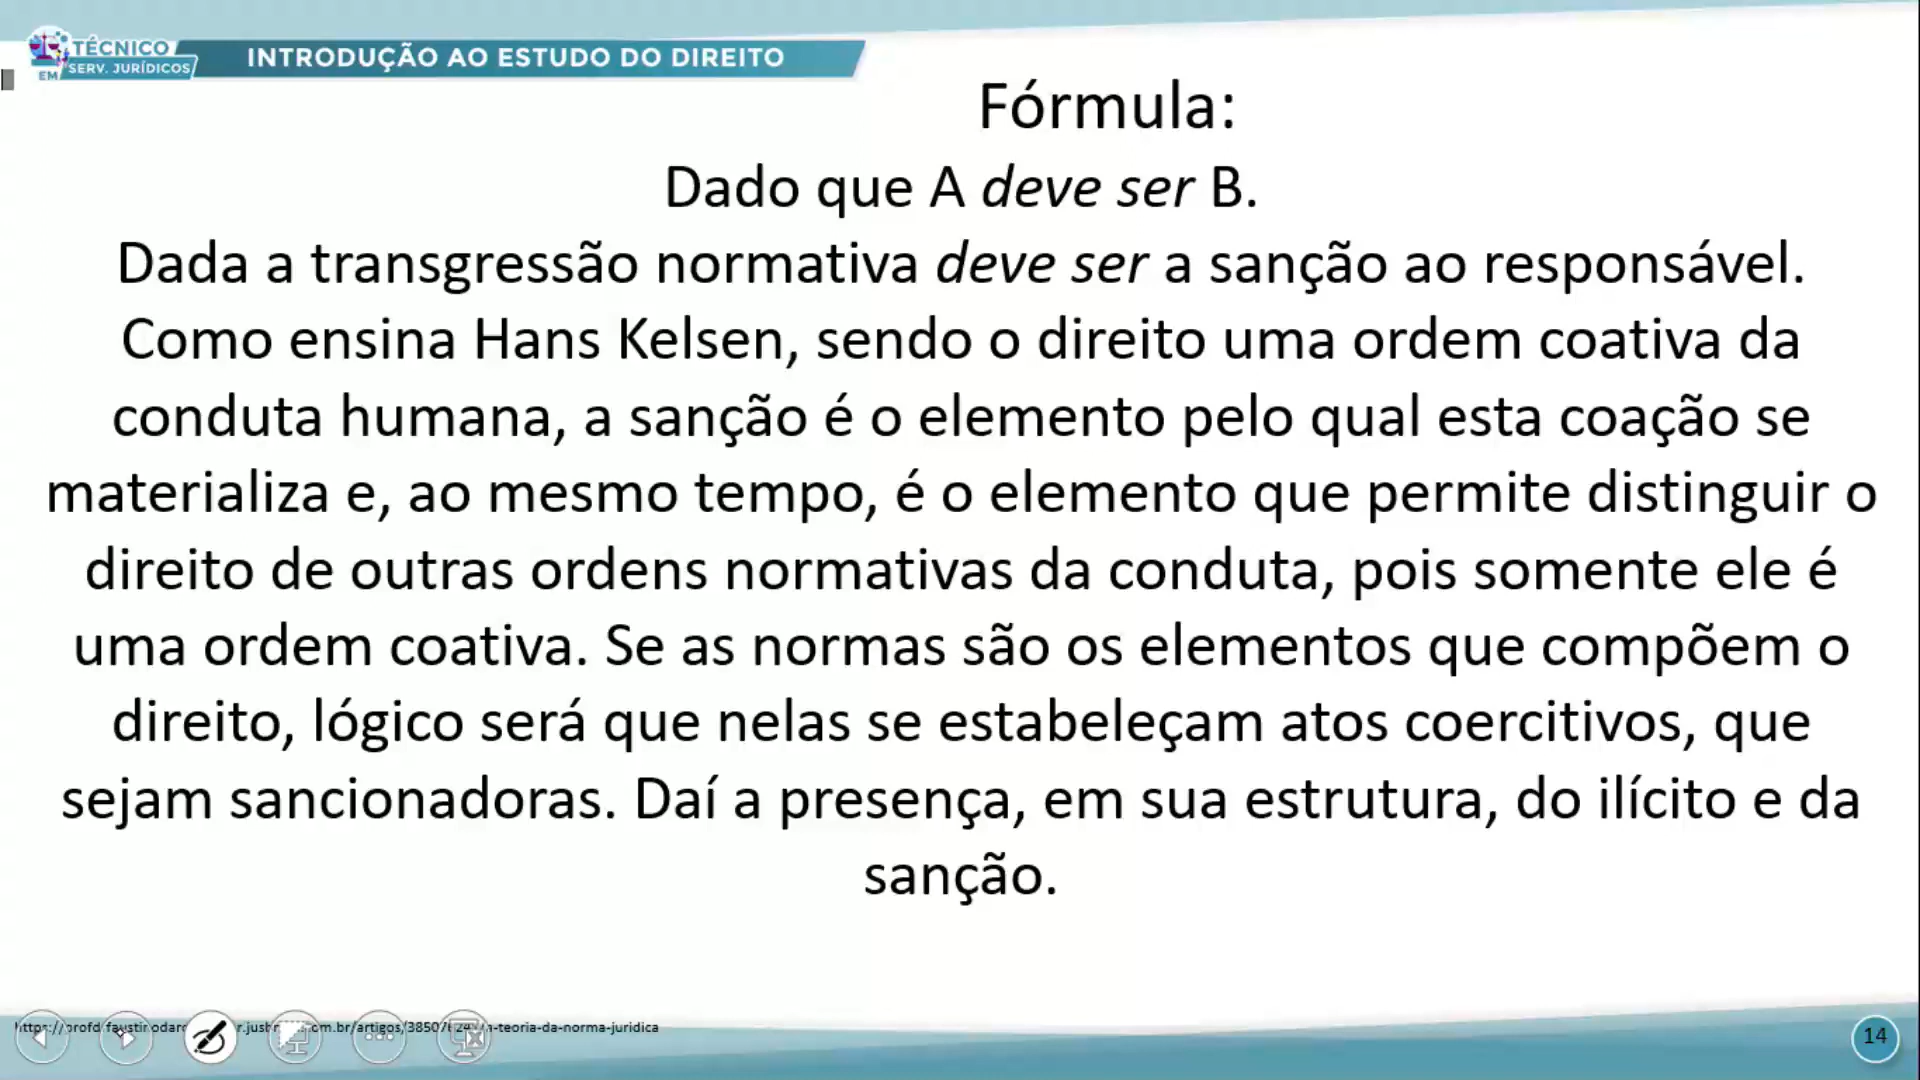 TÉCNICO
EM SERV. JURÍDICOS
INTRODUÇÃO AO ESTUDO DO DIREITO
Fórmula:
Dado que A deve ser B.
Dada a transgressão normativa deve ser a sanção ao responsável.
Como ensina Hans Kelsen, sendo o direito uma ordem coativa da
conduta humana, a sanção é o elemento pelo qual esta coação se
materializa e, ao mesmo tempo, é o elemento que permite distinguir o
direito de outras ordens normativas da conduta, pois somente ele é
uma ordem coativa. Se as normas são os elementos que compõem o
direito, lógico será que nelas se estabeleçam atos coercitivos, que
sejam sancionadoras. Daí a presença, em sua estrutura, do ilícito e da
sanção.
-teoria-da-norma-juridica
14